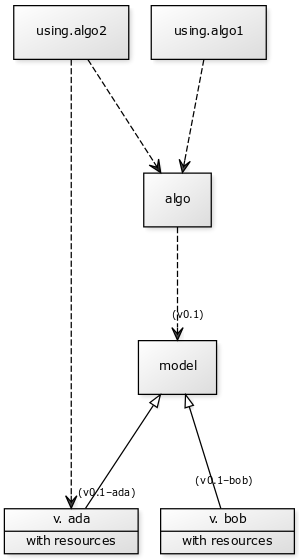 using.algo2
using.algo1
algo
(v0.1)
model
(v0.1-ada)
(v0.1-bob)
v. ada
with resources
v. bob
with resources